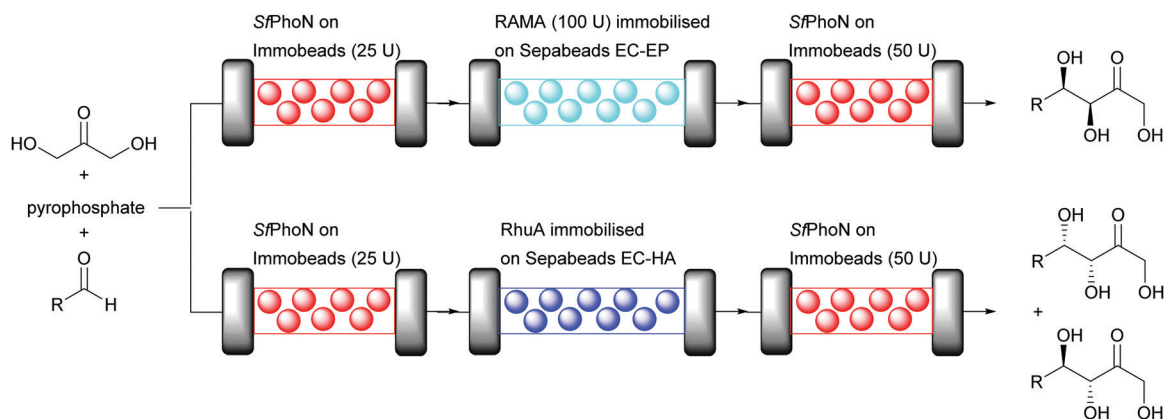 SfPhoN on
Immobeads (25 U)
RAMA (100 U) immobilised
on Sepabeads EC-EP
SfPhoN on
Immobeads (50 U)
HO
O
OH
+
pyrophosphate
+
O
R
H
OH
O
R
OH
OH
SfPhoN on
Immobeads (25 U)
RhuA immobilised
on Sepabeads EC-HA
SfPhoN on
Immobeads (50 U)
OH
O
R
OH
OH
+
OH
O
R
OH
OH